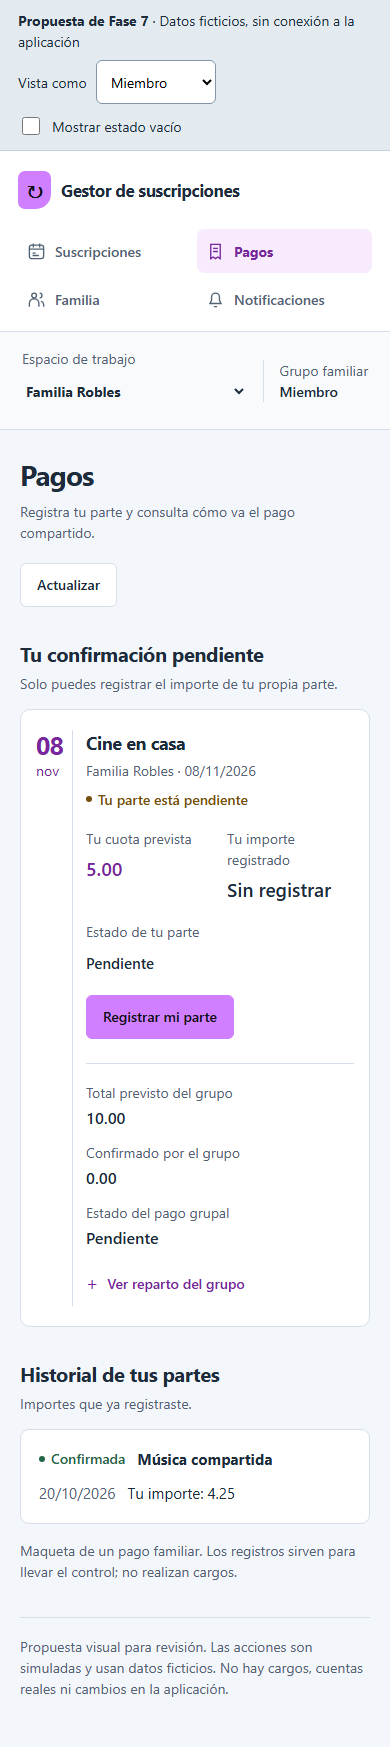 Propuesta de Fase 7 · Datos ficticios, sin conexión a la
aplicación
Vista como
Miembro
Mostrar estado vacío
Gestor de suscripciones
Suscripciones
Pagos
Familia
Notificaciones
Espacio de trabajo
Familia Robles
Grupo familiar
Miembro
Pagos
Registra tu parte y consulta cómo va el pago
compartido.
Actualizar
Tu confirmación pendiente
Solo puedes registrar el importe de tu propia parte.
08
nov
Cine en casa
Familia Robles · 08/11/2026
Tu parte está pendiente
Tu cuota prevista
5.00
Tu importe
registrado
Sin registrar
Estado de tu parte
Pendiente
Registrar mi parte
Total previsto del grupo
10.00
Confirmado por el grupo
0.00
Estado del pago grupal
Pendiente
+ Ver reparto del grupo
Historial de tus partes
Importes que ya registraste.
Confirmada Música compartida
20/10/2026 Tu importe: 4.25
Maqueta de un pago familiar. Los registros sirven para
llevar el control; no realizan cargos.
Propuesta visual para revisión. Las acciones son
simuladas y usan datos ficticios. No hay cargos, cuentas
reales ni cambios en la aplicación.